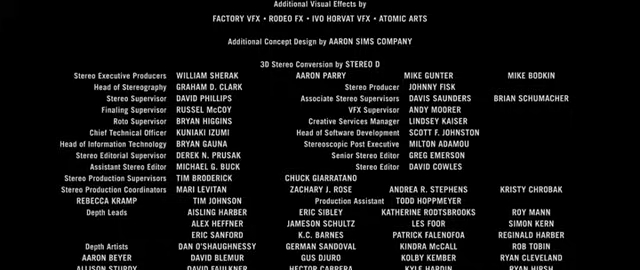 Additional Visual Effects by
FACTORY VFX • RODEO FX • IVO HORVAT VFX • ATOMIC ARTS
Additional Concept Design by AARON SIMS COMPANY
3D Stereo Conversion by STEREO D
Stereo Executive Producers WILLIAM SHERAK AARON PARRY MIKE GUNTER MIKE BODKIN
Head of Stereography GRAHAM D. CLARK Stereo Producer JOHNNY FISK
Stereo Supervisor DAVID PHILLIPS Associate Stereo Supervisors DAVIS SAUNDERS BRIAN SCHUMACHER
Finaling Supervisor RUSSEL McCOY VFX Supervisor ANDY MOORER
Roto Supervisor BRYAN HIGGINS Creative Services Manager LINDSEY KAISER
Chief Technical Officer KUNIAKI IZUMI Head of Software Development SCOTT F. JOHNSTON
Head of Information Technology BRYAN GAUNA Stereoscopic Post Executive MILTON ADAMOU
Stereo Editorial Supervisor DEREK N. PRUSAK Senior Stereo Editor GREG EMERSON
Assistant Stereo Editor MICHAEL G. BUCK Stereo Editor DAVID COWLES
Stereo Production Supervisors TIM BRODERICK CHUCK GIARRATANO
Stereo Production Coordinators MARI LEVITAN ZACHARY J. ROSE ANDREA R. STEPHENS KRISTY CHROBAK
REBECCA KRAMP TIM JOHNSON Production Assistant TODD HOPPMEYER
Depth Leads AISLING HARBER ERIC SIBLEY KATHERINE RODTSBROOKS ROY MANN
ALEX HEFFNER JAMESON SCHULTZ LES FOOR SIMON KERN
ERIC SANFORD K.C. BARNES PATRICK FALENOFOA REGINALD HARBER
Depth Artists DAN O'SHAUGHNESSY GERMAN SANDOVAL KINDRA McCALL ROB TOBIN
AARON BEYER DAVID BLEMUR GUS DJURO KOLBY KEMBER RYAN CLEVELAND
ALLISON STURDY DAVID FAULKNER HECTOR CABRERA KYLE HARDIN RYAN HIRSH